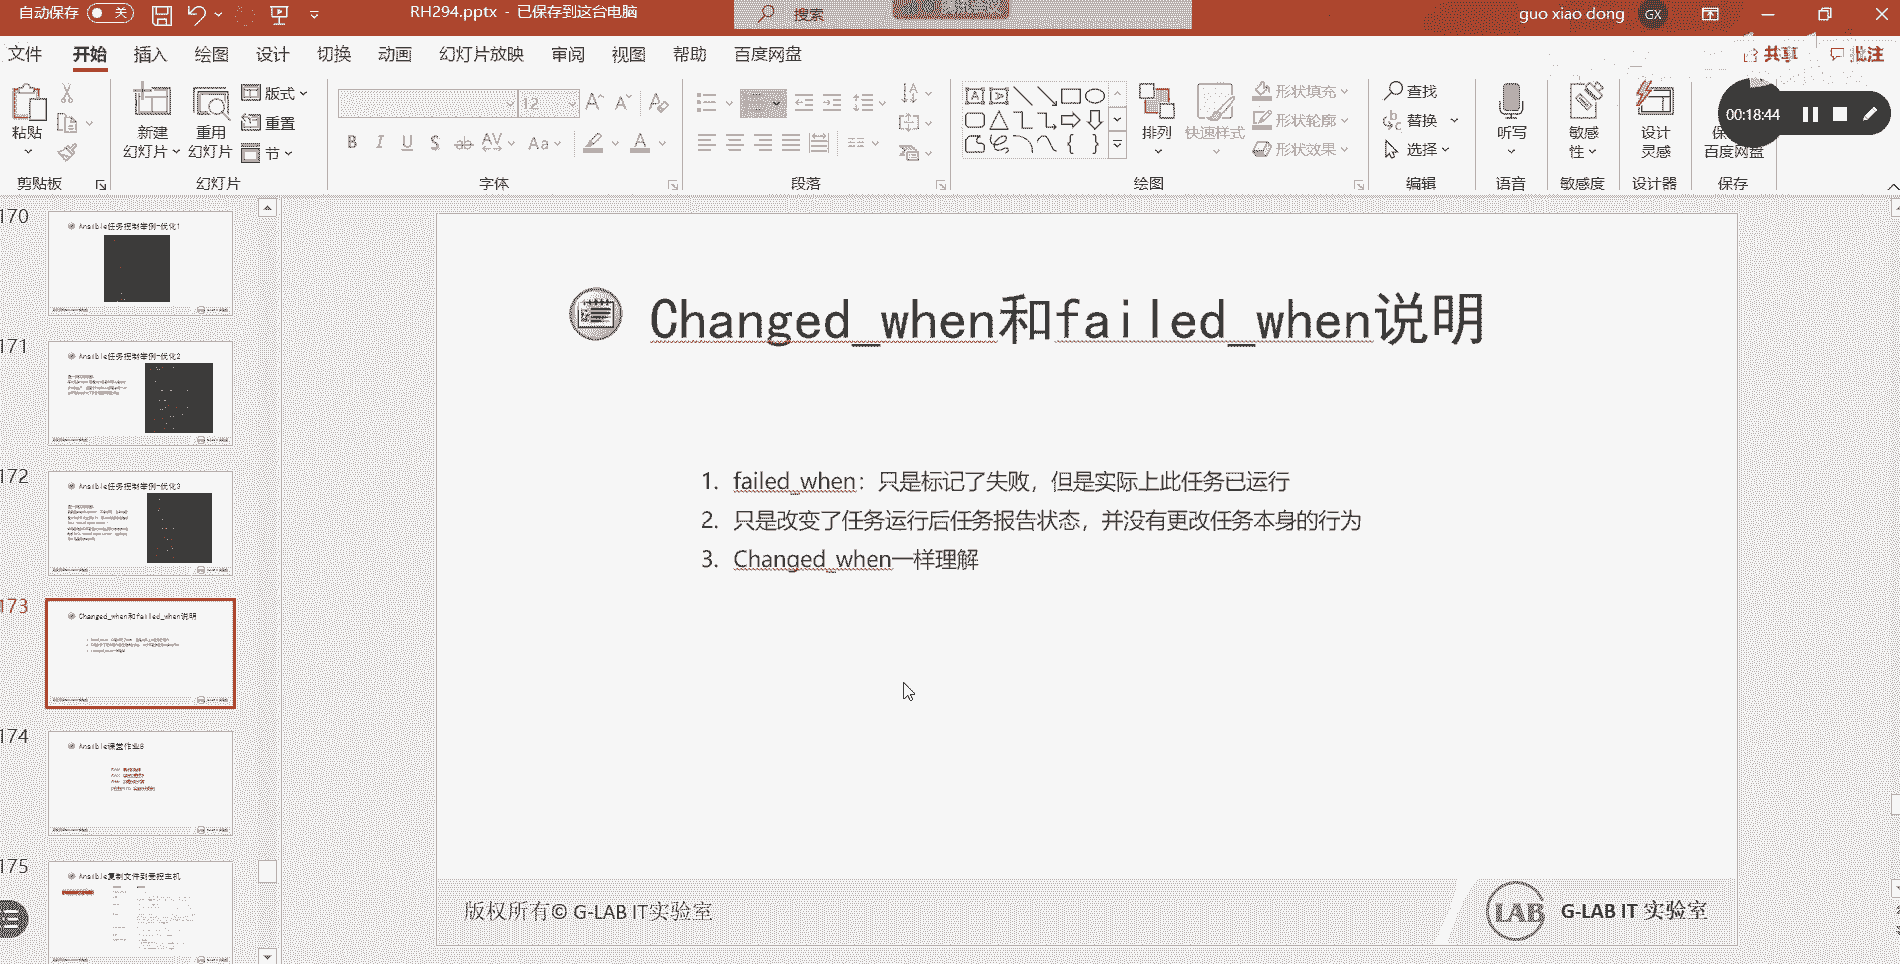 自动保存 关 RH294.pptx - 已保存到这台电脑 搜索 guo xiao dong GX
文件 开始 插入 绘图 设计 切换 动画 幻灯片放映 审阅 视图 帮助 百度网盘 共享 批注
粘贴 新建 幻灯片 重用 幻灯片 版式 重置 节
12
B I U S ab AV Aa A
排列 快速样式 形状填充 形状轮廓 形状效果
查找 替换 选择
听写 敏感性 设计灵感 保 百度网盘
00:18:44
剪贴板 幻灯片 字体 段落 绘图 编辑 语音 敏感度 设计器 保存
170
Ansible任务控制举例-优化1
171
Ansible任务控制举例-优化2
172
Ansible任务控制举例-优化3
173
Changed_when和failed_when说明
174
175
Ansible复制文件到受控主机
Changed_when和failed_when说明
1. failed_when：只是标记了失败，但是实际上此任务已运行
2. 只是改变了任务运行后任务报告状态，并没有更改任务本身的行为
3. Changed_when一样理解
版权所有© G-LAB IT实验室
LAB G-LAB IT 实验室